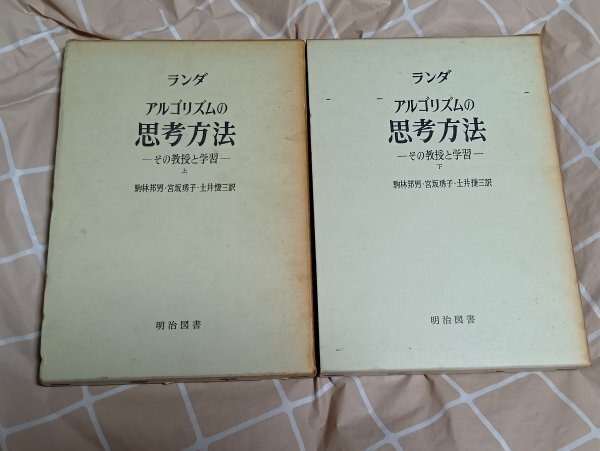 ランダ
アルゴリズムの
思考方法
―その教授と学習―
上
駒林邦男・宮坂琇子・土井捷三訳
明治図書
ランダ
アルゴリズムの
思考方法
―その教授と学習―
下
駒林邦男・宮坂琇子・土井捷三訳
明治図書